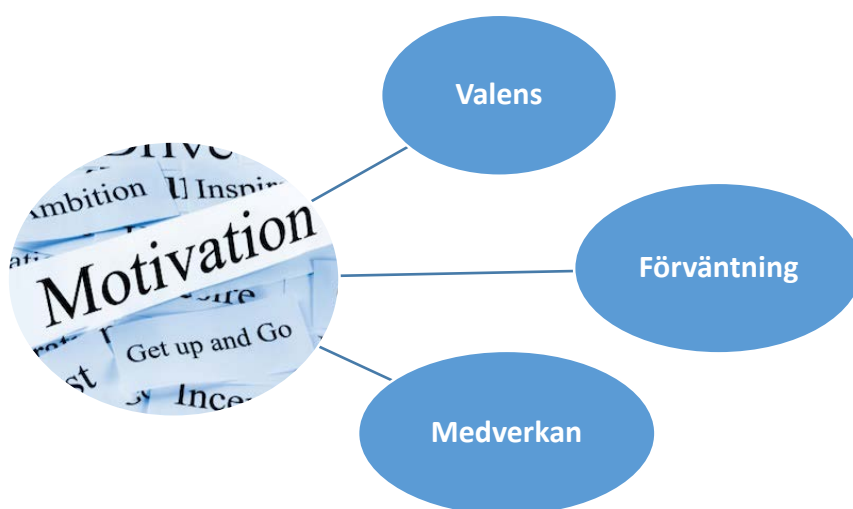 Valens
Ambition
Motivation
Get up and Go
Förväntning
Medverkan